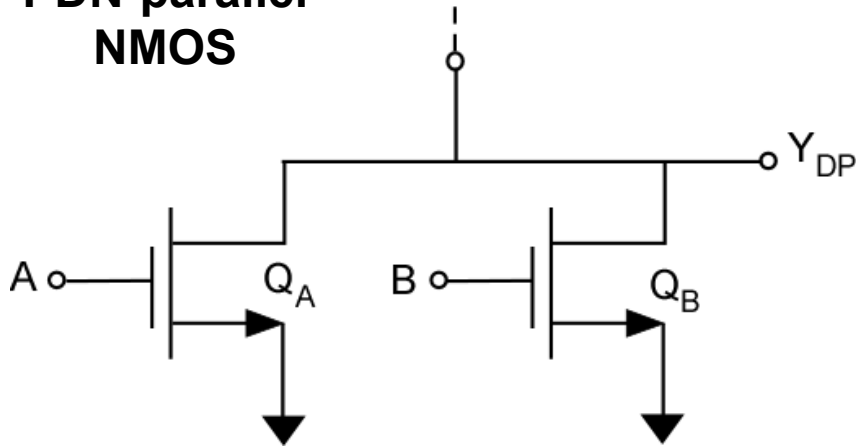 PDN parallel
NMOS
Y_DP
A
Q_A
B
Q_B